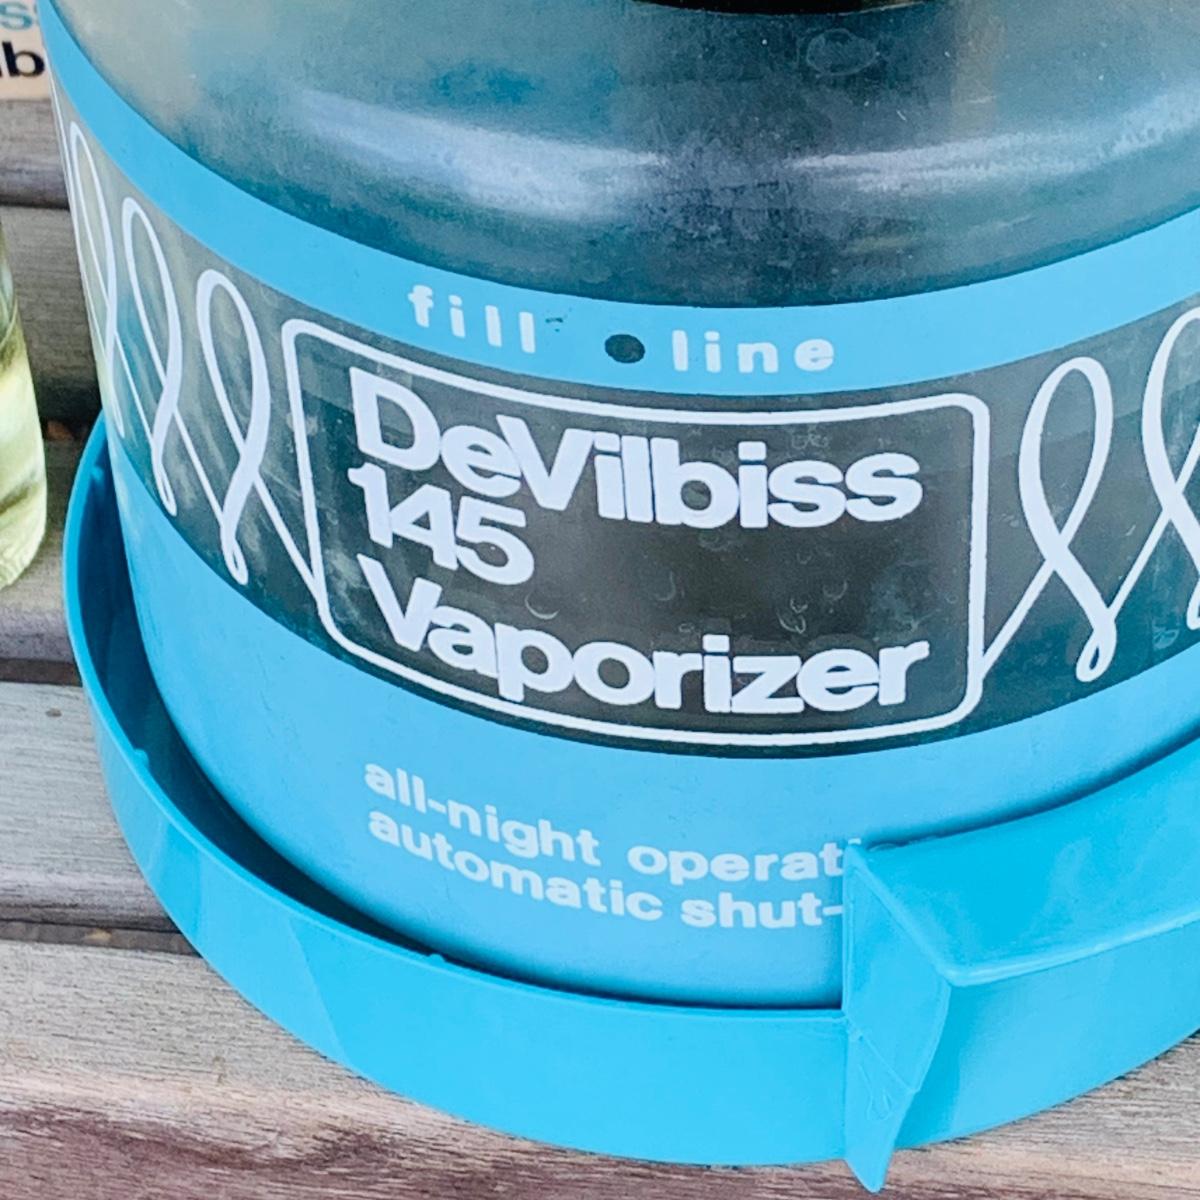 fill line
DeVilbiss
145
Vaporizer
all-night
automatic